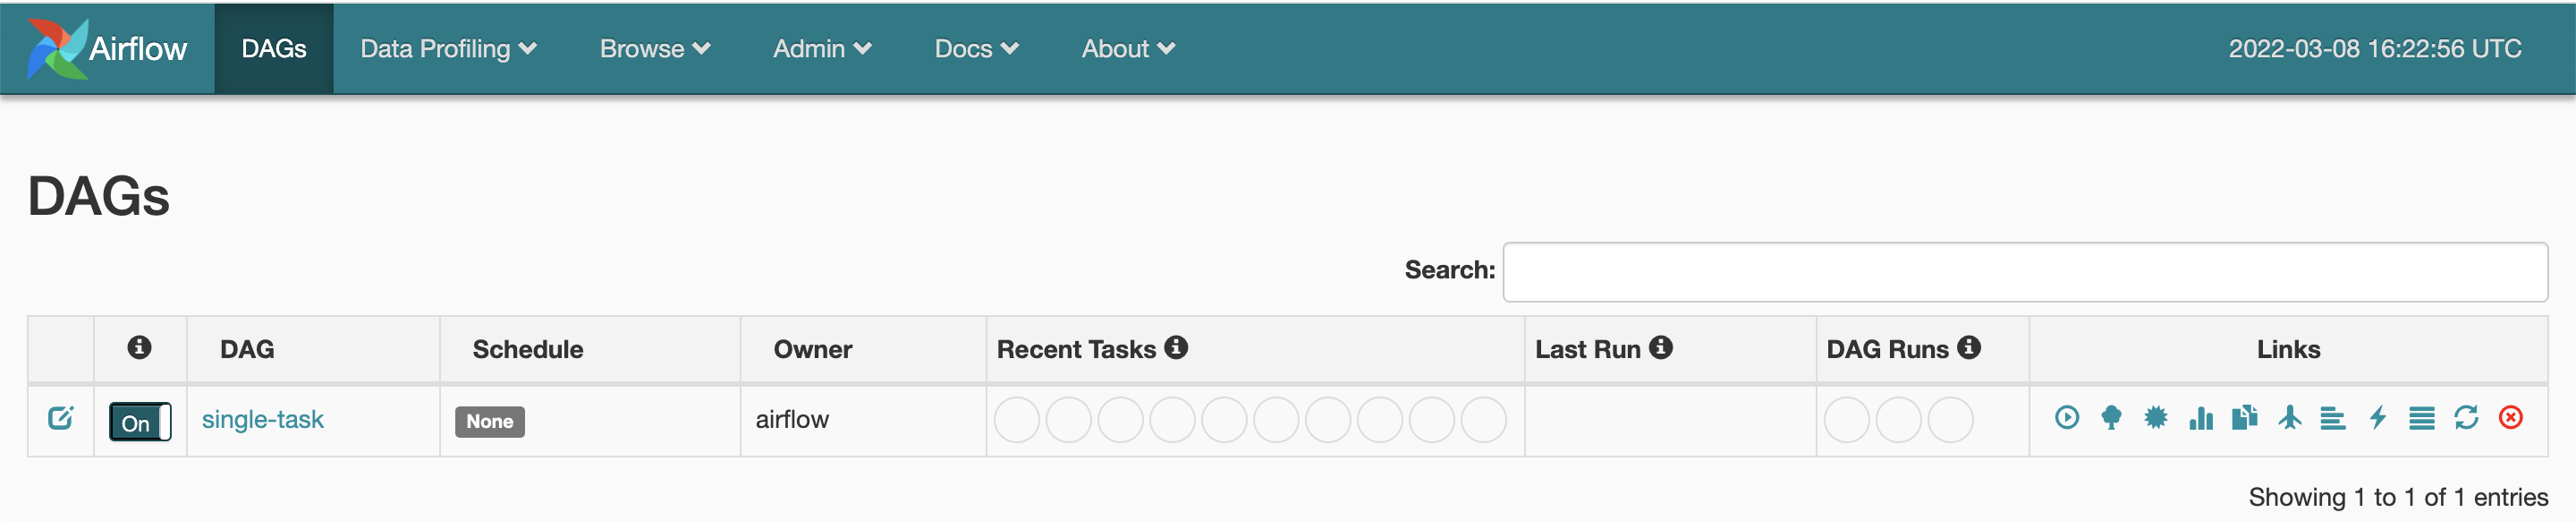 Airflow DAGs Data Profiling Browse Admin Docs About 2022-03-08 16:22:56 UTC
DAGs
Search:
DAG Schedule Owner Recent Tasks Last Run DAG Runs Links
On single-task None airflow
Showing 1 to 1 of 1 entries